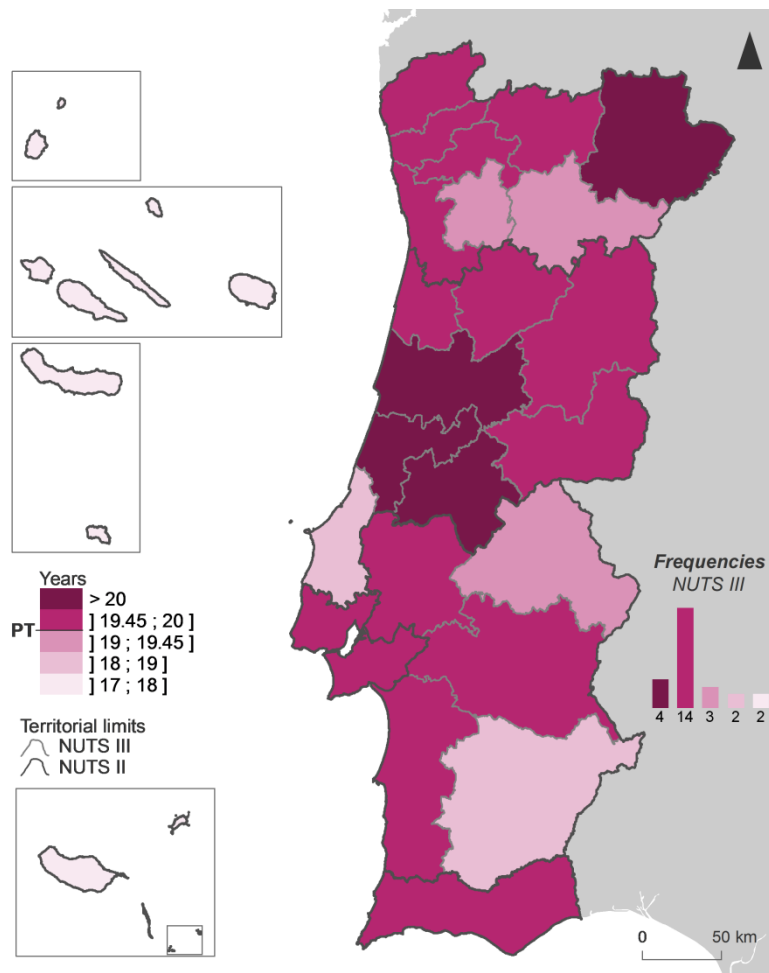 Years
> 20
] 19.45 ; 20 ]
PT
] 19 ; 19.45 ]
] 18 ; 19 ]
] 17 ; 18 ]
Territorial limits
NUTS III
NUTS II
Frequencies
NUTS III
4 14 3 2 2
0 50 km